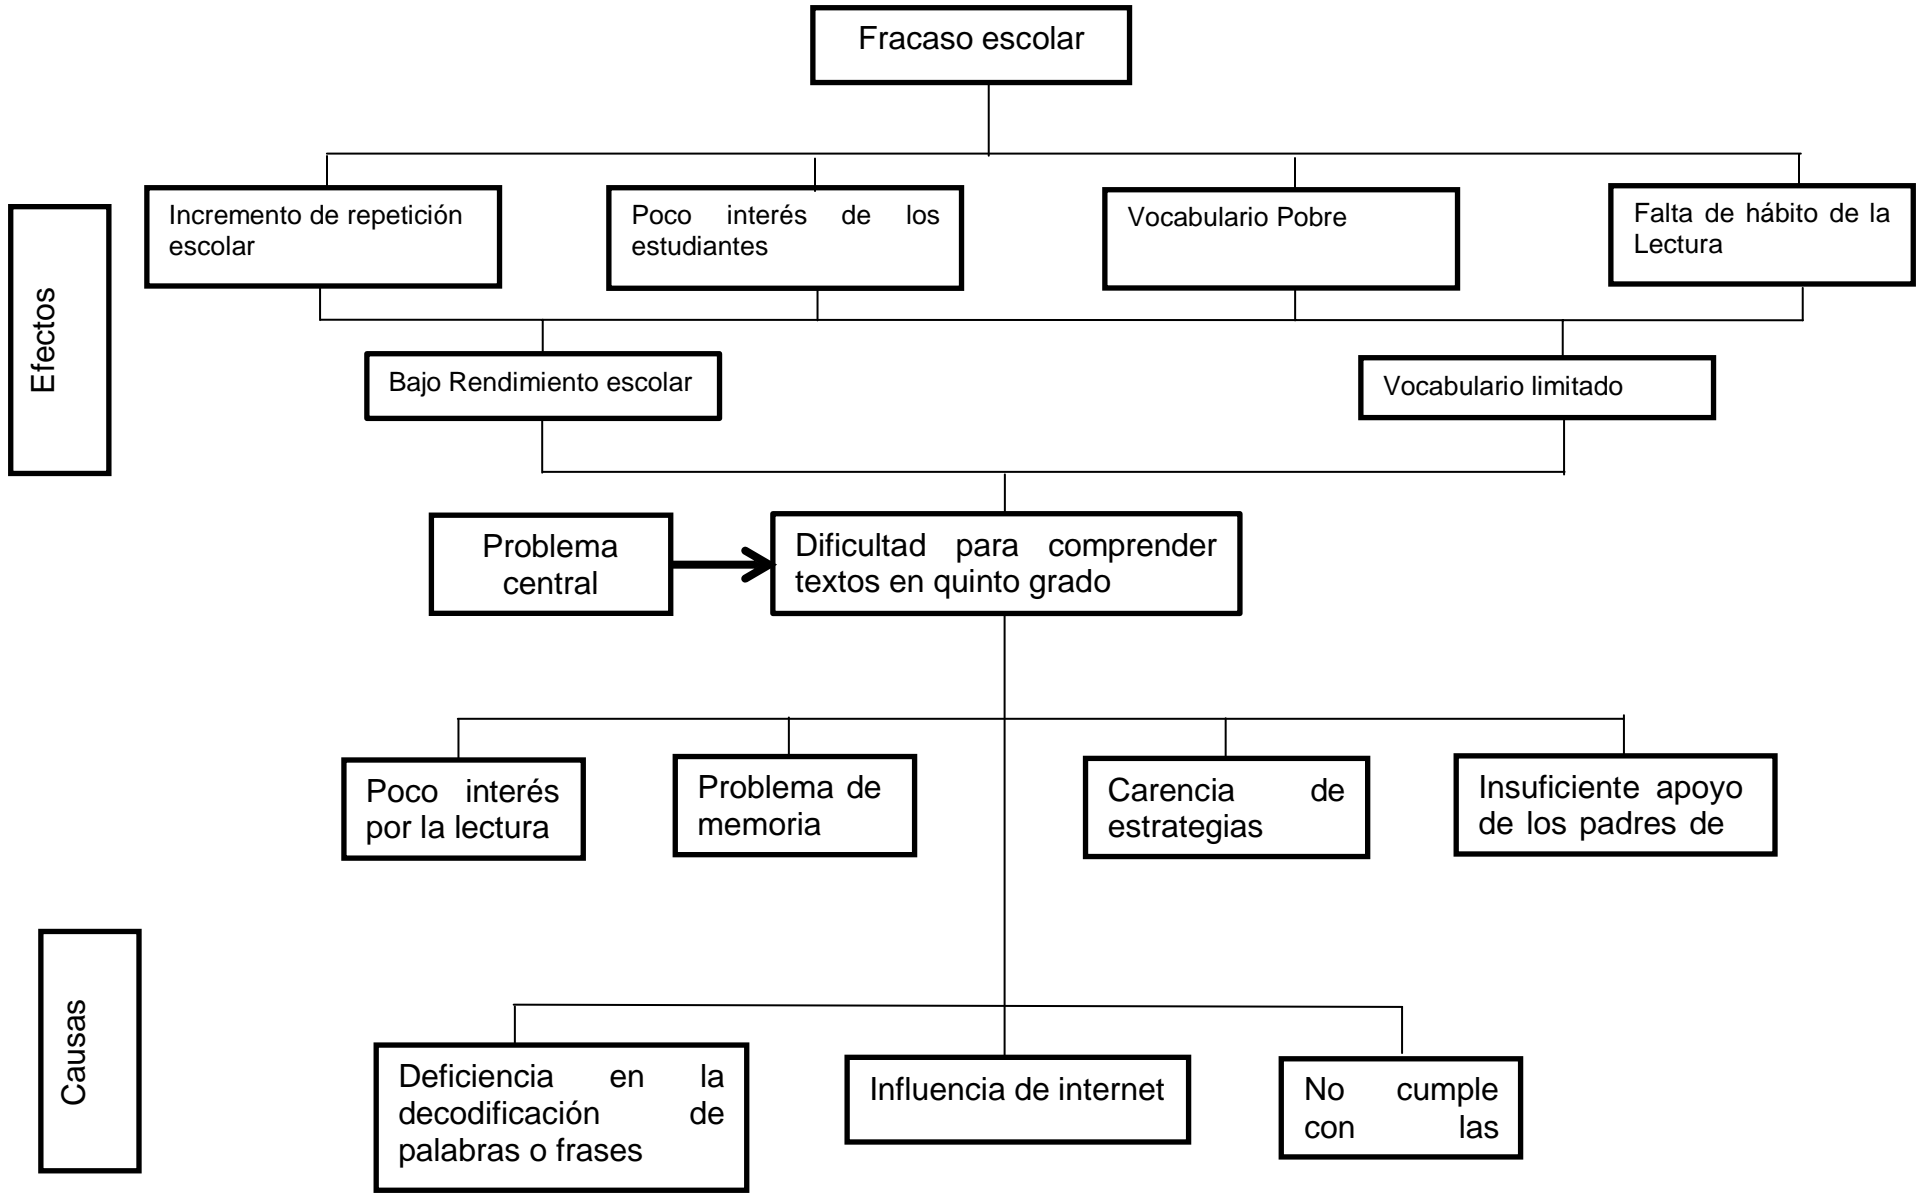 Fracaso escolar
Incremento de repetición
escolar
Poco interés de los
estudiantes
Vocabulario Pobre
Falta de hábito de la
Lectura
Efectos
Bajo Rendimiento escolar
Vocabulario limitado
Problema
central
Dificultad para comprender
textos en quinto grado
Poco interés
por la lectura
Problema de
memoria
Carencia de
estrategias
Insuficiente apoyo
de los padres de
Causas
Deficiencia en la
decodificación de
palabras o frases
Influencia de internet
No cumple
con las